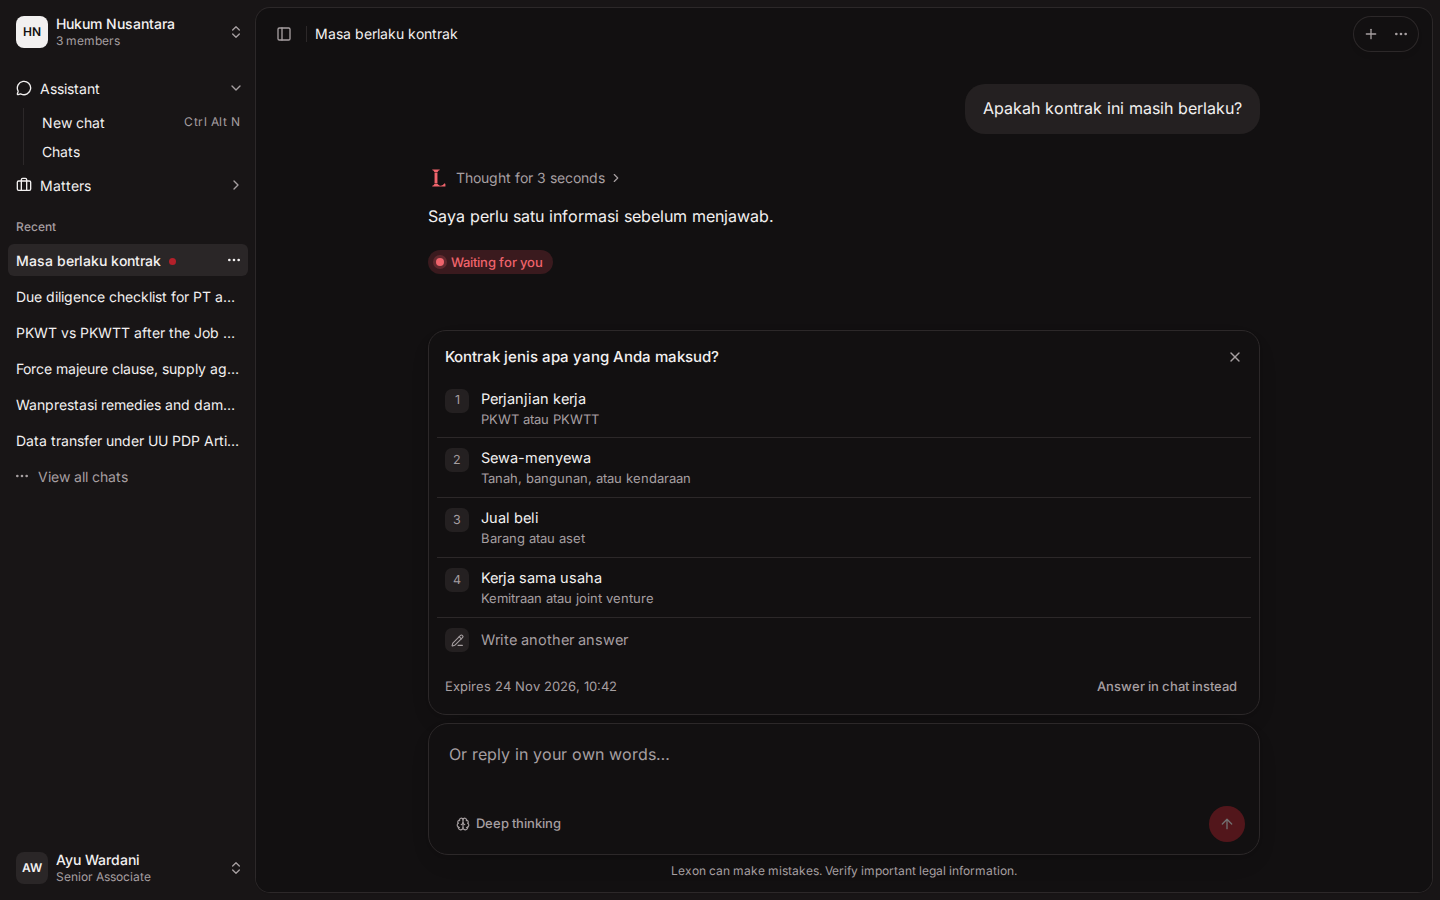 HN
Hukum Nusantara
3 members
Assistant
New chat
Ctrl Alt N
Chats
Matters
Recent
Masa berlaku kontrak
Due diligence checklist for PT a...
PKWT vs PKWTT after the Job ...
Force majeure clause, supply ag...
Wanprestasi remedies and dam...
Data transfer under UU PDP Arti...
View all chats
AW
Ayu Wardani
Senior Associate
Masa berlaku kontrak
Apakah kontrak ini masih berlaku?
L Thought for 3 seconds
Saya perlu satu informasi sebelum menjawab.
Waiting for you
Kontrak jenis apa yang Anda maksud?
1 Perjanjian kerja
PKWT atau PKWTT
2 Sewa-menyewa
Tanah, bangunan, atau kendaraan
3 Jual beli
Barang atau aset
4 Kerja sama usaha
Kemitraan atau joint venture
Write another answer
Expires 24 Nov 2026, 10:42
Answer in chat instead
Or reply in your own words...
Deep thinking
Lexon can make mistakes. Verify important legal information.